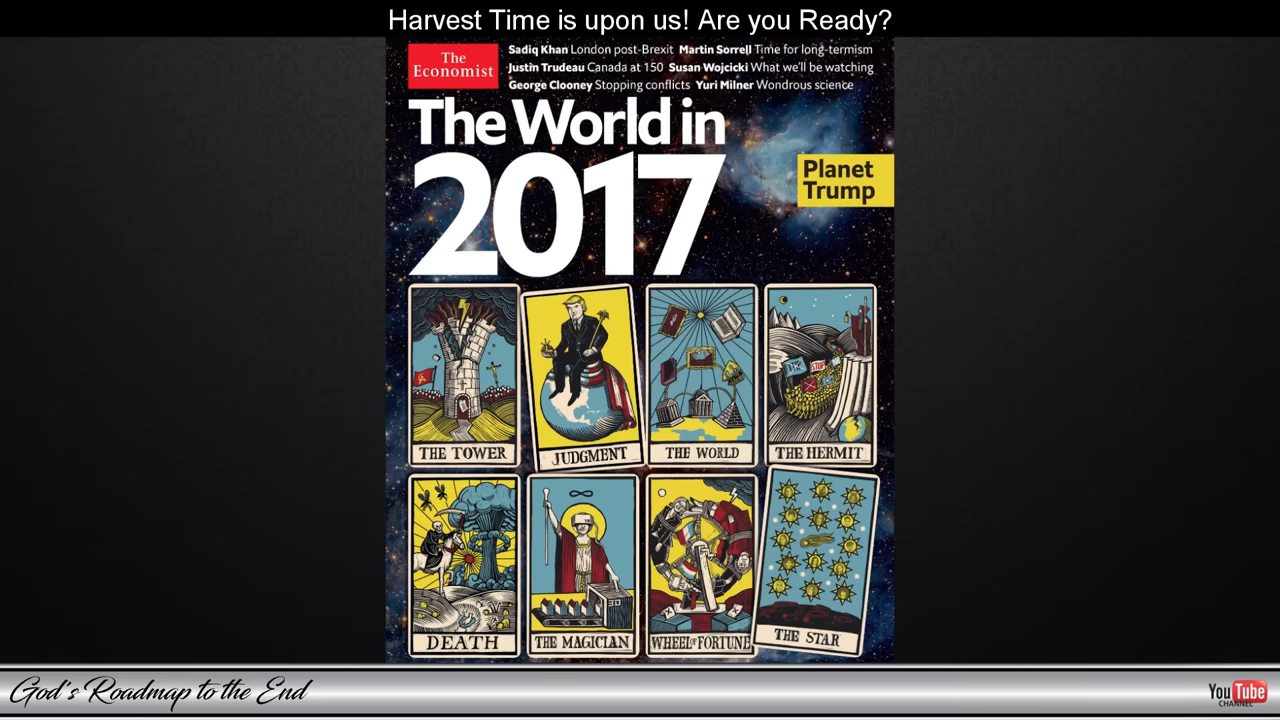 Harvest Time is upon us! Are you Ready?
The
Economist
Sadiq Khan London post-Brexit Martin Sorrell Time for long-termism
Justin Trudeau Canada at 150 Susan Wojcicki What we'll be watching
George Clooney Stopping conflicts Yuri Milner Wondrous science
The World in
2017
Planet
Trump
THE TOWER
JUDGMENT
THE WORLD
THE HERMIT
STOP
DEATH
THE MAGICIAN
WHEEL OF FORTUNE
THE STAR
God's Roadmap to the End
YouTube
CHANNEL